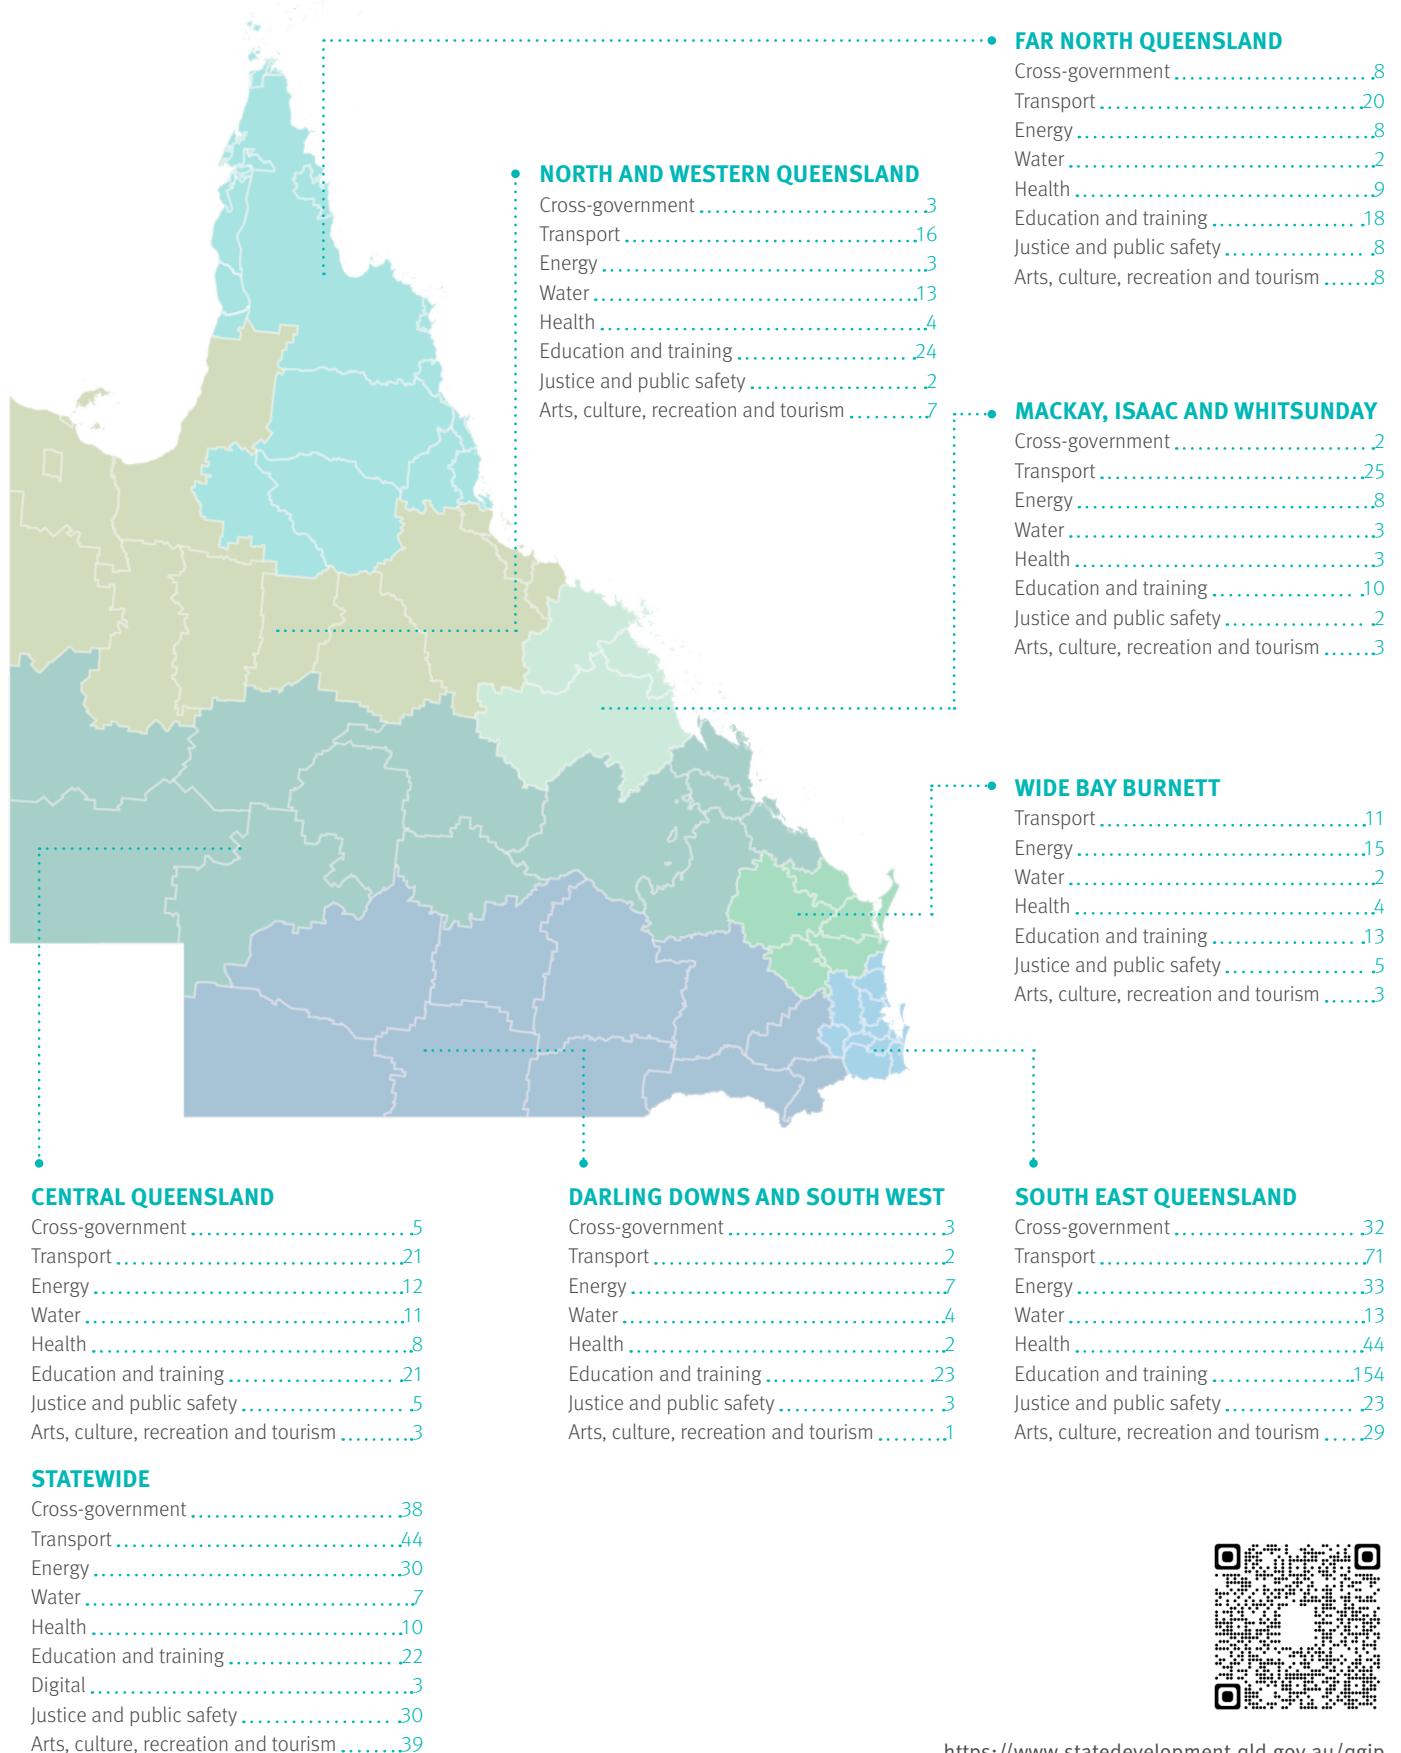 FAR NORTH QUEENSLAND
Cross-government 8
Transport 20
Energy 8
Water 2
Health 9
Education and training 18
Justice and public safety 8
Arts, culture, recreation and tourism 8
NORTH AND WESTERN QUEENSLAND
Cross-government 3
Transport 16
Energy 3
Water 13
Health 4
Education and training 24
Justice and public safety 2
Arts, culture, recreation and tourism 7
MACKAY, ISAAC AND WHITSUNDAY
Cross-government 2
Transport 25
Energy 8
Water 3
Health 3
Education and training 10
Justice and public safety 2
Arts, culture, recreation and tourism 3
WIDE BAY BURNETT
Transport 11
Energy 15
Water 2
Health 4
Education and training 13
Justice and public safety 5
Arts, culture, recreation and tourism 3
CENTRAL QUEENSLAND
Cross-government 5
Transport 21
Energy 12
Water 11
Health 8
Education and training 21
Justice and public safety 5
Arts, culture, recreation and tourism 3
DARLING DOWNS AND SOUTH WEST
Cross-government 3
Transport 2
Energy 7
Water 4
Health 2
Education and training 23
Justice and public safety 3
Arts, culture, recreation and tourism 1
SOUTH EAST QUEENSLAND
Cross-government 32
Transport 71
Energy 33
Water 13
Health 44
Education and training 154
Justice and public safety 23
Arts, culture, recreation and tourism 29
STATEWIDE
Cross-government 38
Transport 44
Energy 30
Water 7
Health 10
Education and training 22
Digital 3
Justice and public safety 30
Arts, culture, recreation and tourism 39
https://www.statedevelopment.qld.gov.au/qgip